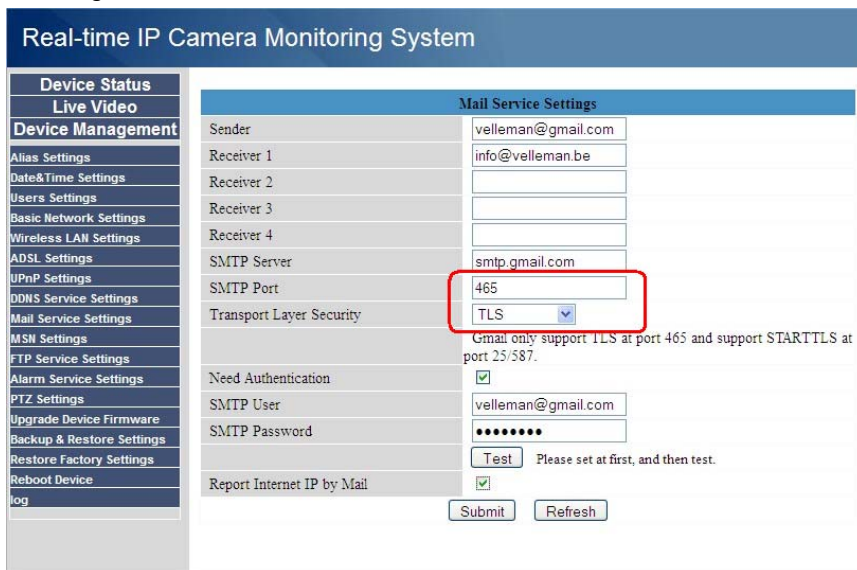 Real-time IP Camera Monitoring System
Device Status
Live Video
Device Management
Alias Settings
Date&Time Settings
Users Settings
Basic Network Settings
Wireless LAN Settings
ADSL Settings
UPnP Settings
DDNS Service Settings
Mail Service Settings
MSN Settings
FTP Service Settings
Alarm Service Settings
PTZ Settings
Upgrade Device Firmware
Backup & Restore Settings
Restore Factory Settings
Reboot Device
log
Mail Service Settings
Sender velleman@gmail.com
Receiver 1 info@velleman.be
Receiver 2
Receiver 3
Receiver 4
SMTP Server smtp.gmail.com
SMTP Port 465
Transport Layer Security TLS
Gmail only support TLS at port 465 and support STARTTLS at
port 25/587.
Need Authentication
SMTP User velleman@gmail.com
SMTP Password ••••••••
Test Please set at first, and then test.
Report Internet IP by Mail
Submit Refresh